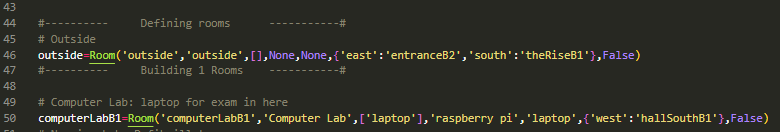 43
44 #---------- Defining rooms -----------#
45 # Outside
46 outside=Room('outside','outside',[],None,None,{'east':'entranceB2','south':'theRiseB1'},False)
47 #---------- Building 1 Rooms -----------#
48
49 # Computer Lab: laptop for exam in here
50 computerLabB1=Room('computerLabB1','Computer Lab',['laptop'],'raspberry pi','laptop',{'west':'hallSouthB1'},False)